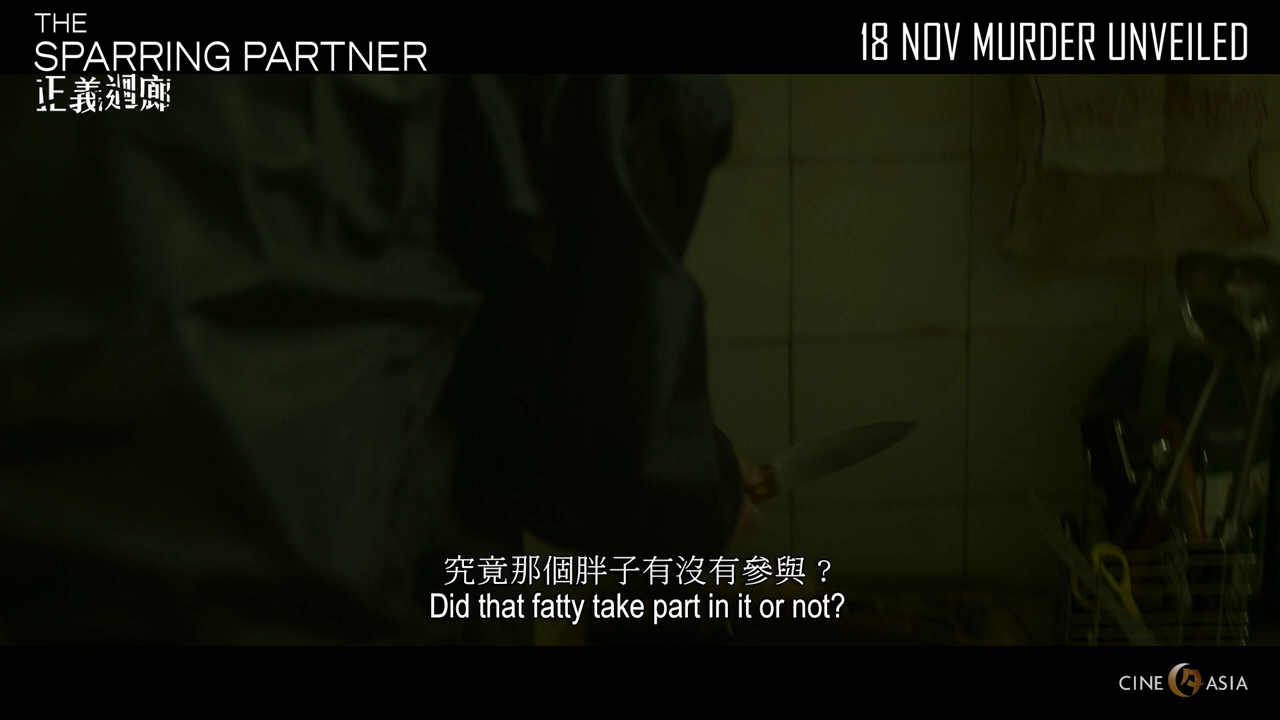 THE
SPARRING PARTNER
正義迴廊
18 NOV MURDER UNVEILED
究竟那個胖子有沒有參與？
Did that fatty take part in it or not?
CINE ASIA